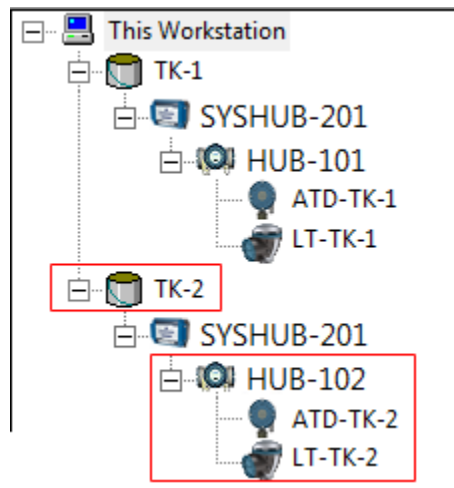 This Workstation
TK-1
SYSHUB-201
HUB-101
ATD-TK-1
LT-TK-1
TK-2
SYSHUB-201
HUB-102
ATD-TK-2
LT-TK-2